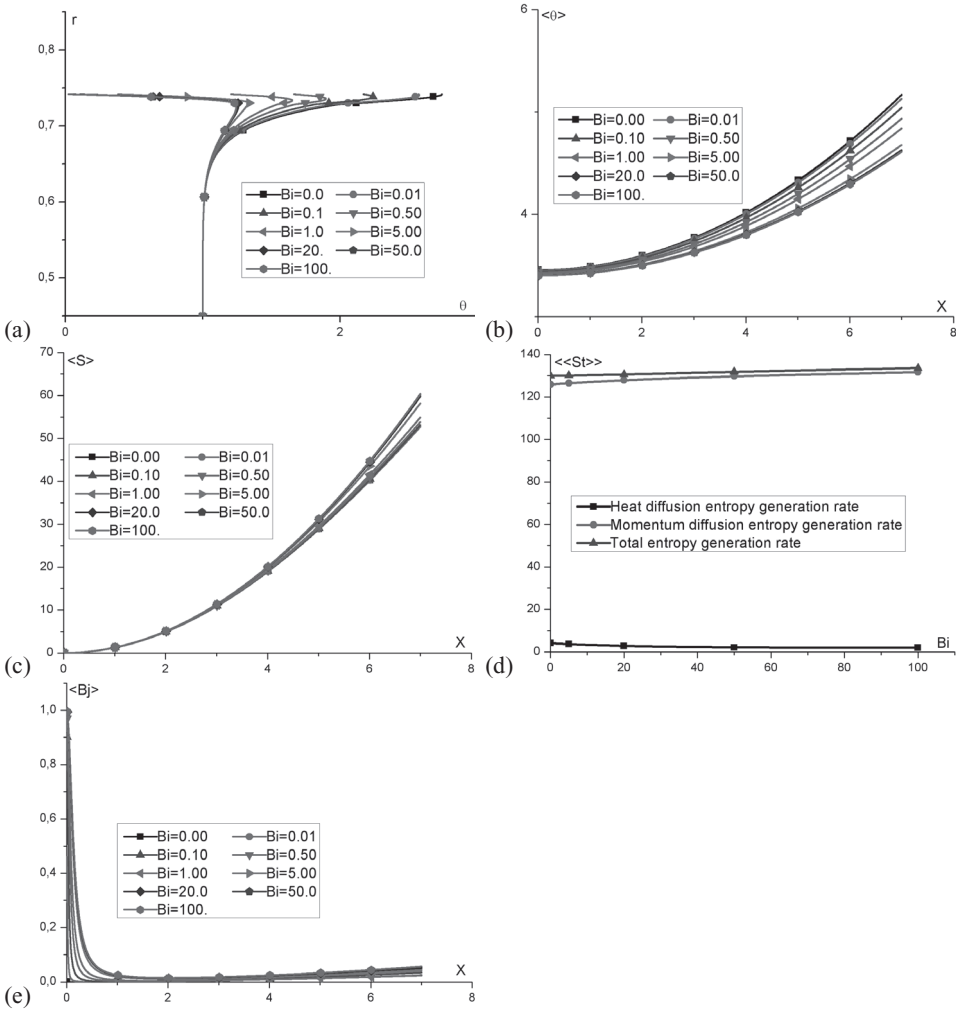 r
0,8
0,7
0,6
0,5
Bi=0.0 Bi=0.01
Bi=0.1 Bi=0.50
Bi=1.0 Bi=5.00
Bi=20. Bi=50.0
Bi=100.
θ
0 2
(a)
<θ>
6
4
Bi=0.00 Bi=0.01
Bi=0.10 Bi=0.50
Bi=1.00 Bi=5.00
Bi=20.0 Bi=50.0
Bi=100.
X
0 2 4 6 8
(b)
<S>
70
60
50
40
30
20
10
0
Bi=0.00 Bi=0.01
Bi=0.10 Bi=0.50
Bi=1.00 Bi=5.00
Bi=20.0 Bi=50.0
Bi=100.
X
0 2 4 6 8
(c)
<<St>>
140
120
100
80
60
40
20
0
Heat diffusion entropy generation rate
Momentum diffusion entropy generation rate
Total entropy generation rate
Bi
0 20 40 60 80 100
(d)
<Bj>
1,0
0,8
0,6
0,4
0,2
0,0
Bi=0.00 Bi=0.01
Bi=0.10 Bi=0.50
Bi=1.00 Bi=5.00
Bi=20.0 Bi=50.0
Bi=100.
X
0 2 4 6 8
(e)